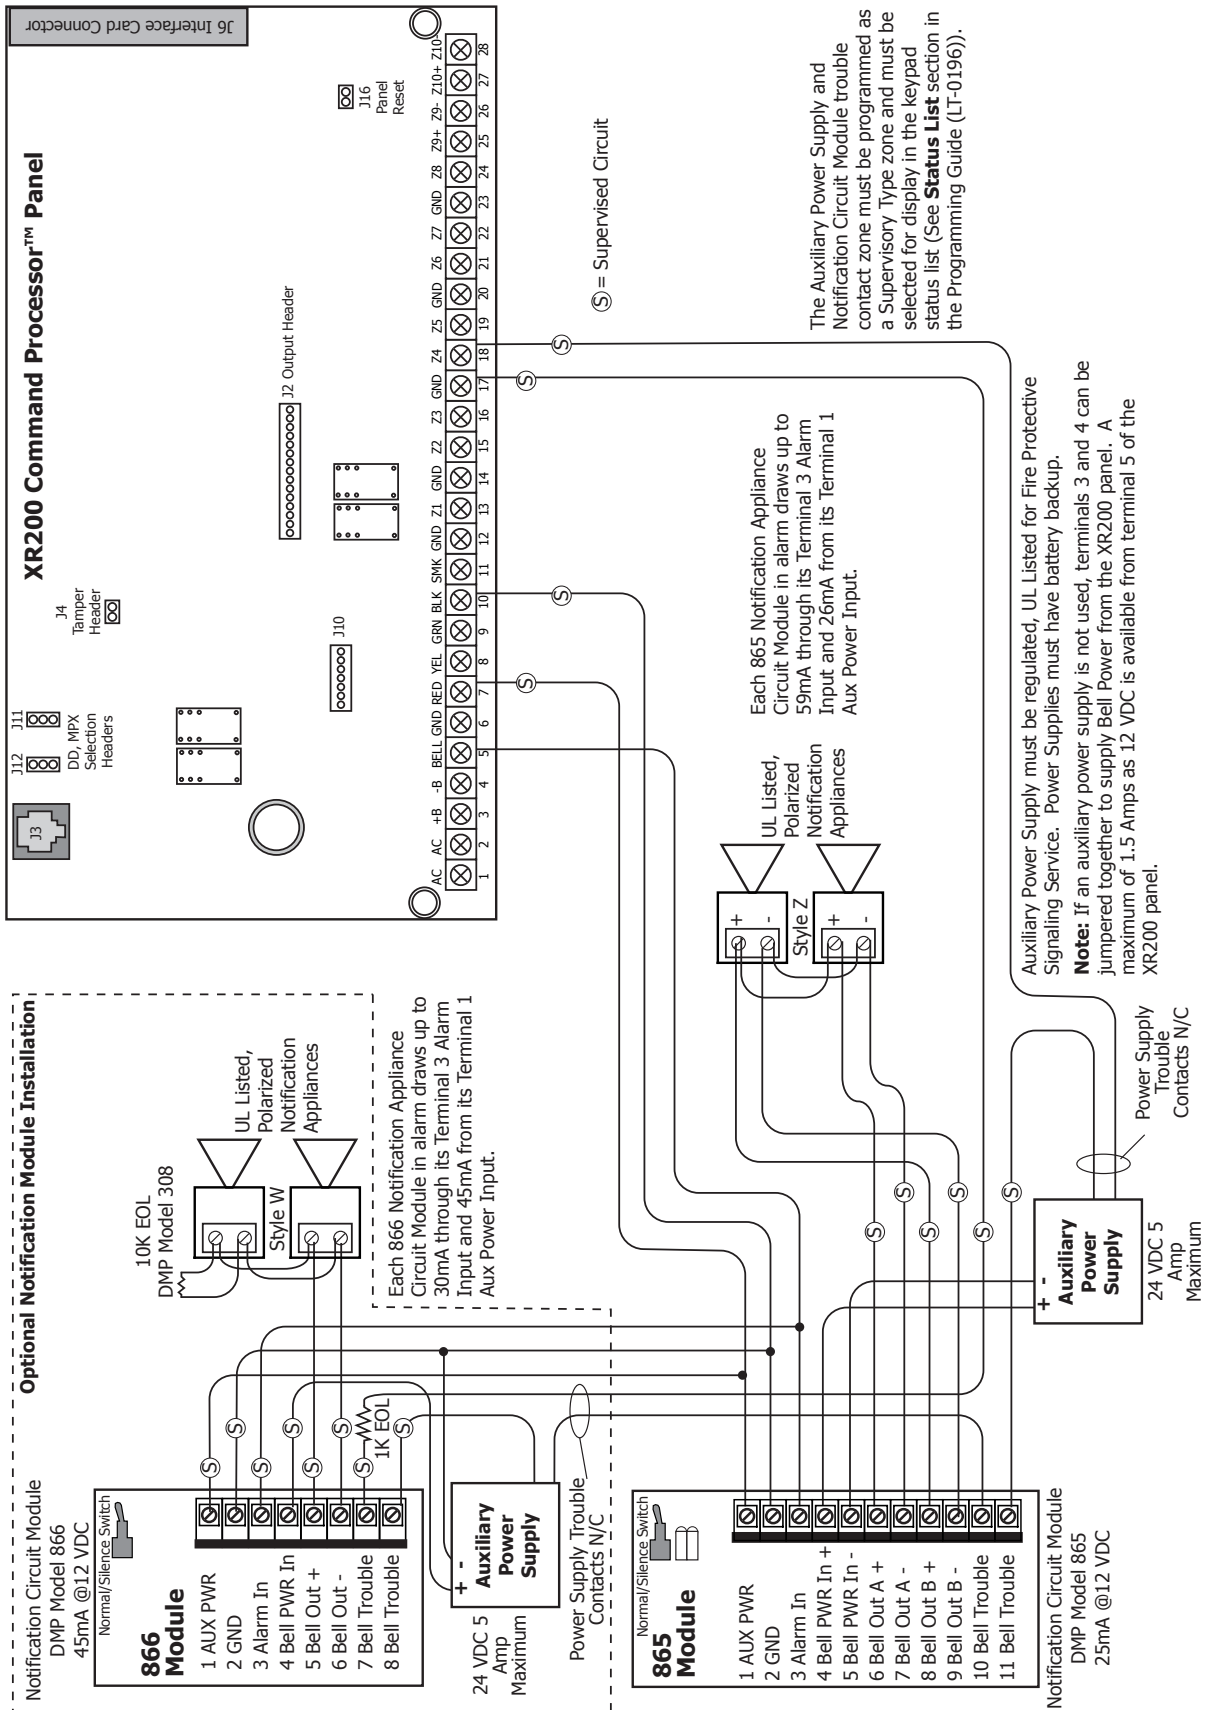 Optional Notification Module Installation
Notification Circuit Module
DMP Model 866
45mA @12 VDC
Normal/Silence Switch
866
Module
1 AUX PWR
2 GND
3 Alarm In
4 Bell PWR In
5 Bell Out +
6 Bell Out -
7 Bell Trouble
8 Bell Trouble
S
S
S
S
S
S
S
S
1K EOL
10K EOL
DMP Model 308
Style W
UL Listed,
Polarized
Notification
Appliances
Each 866 Notification Appliance
Circuit Module in alarm draws up to
30mA through its Terminal 3 Alarm
Input and 45mA from its Terminal 1
Aux Power Input.
+ -
Auxiliary
Power
Supply
24 VDC 5
Amp
Maximum
Power Supply Trouble
Contacts N/C
XR200 Command Processor™ Panel
J6 Interface Card Connector
J3
J12
J11
DD, MPX
Selection
Headers
J4
Tamper
Header
J10
J2 Output Header
J16
Panel
Reset
AC AC +B -B BELL GND RED YEL GRN BLK SMK GND Z1 GND Z2 Z3 GND Z4 Z5 GND Z6 Z7 GND Z8 Z9+ Z9- Z10+ Z10-
1 2 3 4 5 6 7 8 9 10 11 12 13 14 15 16 17 18 19 20 21 22 23 24 25 26 27 28
S
S
S
S
S = Supervised Circuit
The Auxiliary Power Supply and
Notification Circuit Module trouble
contact zone must be programmed as
a Supervisory Type zone and must be
selected for display in the keypad
status list (See Status List section in
the Programming Guide (LT-0196)).
Each 865 Notification Appliance
Circuit Module in alarm draws up to
59mA through its Terminal 3 Alarm
Input and 26mA from its Terminal 1
Aux Power Input.
UL Listed,
Polarized
Notification
Appliances
+
-
Style Z
+
-
Auxiliary Power Supply must be regulated, UL Listed for Fire Protective
Signaling Service. Power Supplies must have battery backup.
Note: If an auxiliary power supply is not used, terminals 3 and 4 can be
jumpered together to supply Bell Power from the XR200 panel. A
maximum of 1.5 Amps as 12 VDC is available from terminal 5 of the
XR200 panel.
Normal/Silence Switch
865
Module
1 AUX PWR
2 GND
3 Alarm In
4 Bell PWR In +
5 Bell PWR In -
6 Bell Out A +
7 Bell Out A -
8 Bell Out B +
9 Bell Out B -
10 Bell Trouble
11 Bell Trouble
Notification Circuit Module
DMP Model 865
25mA @12 VDC
S
S
S
S
S
S
+ -
Auxiliary
Power
Supply
24 VDC 5
Amp
Maximum
Power Supply
Trouble
Contacts N/C